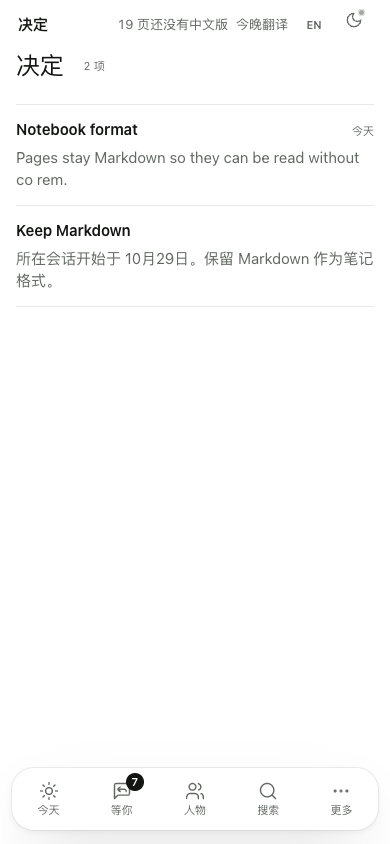 决定
19 页还没有中文版 今晚翻译 EN
决定 2 项
Notebook format 今天
Pages stay Markdown so they can be read without
co rem.
Keep Markdown
所在会话开始于 10月29日。保留 Markdown 作为笔记
格式。
7
今天 等你 人物 搜索 更多